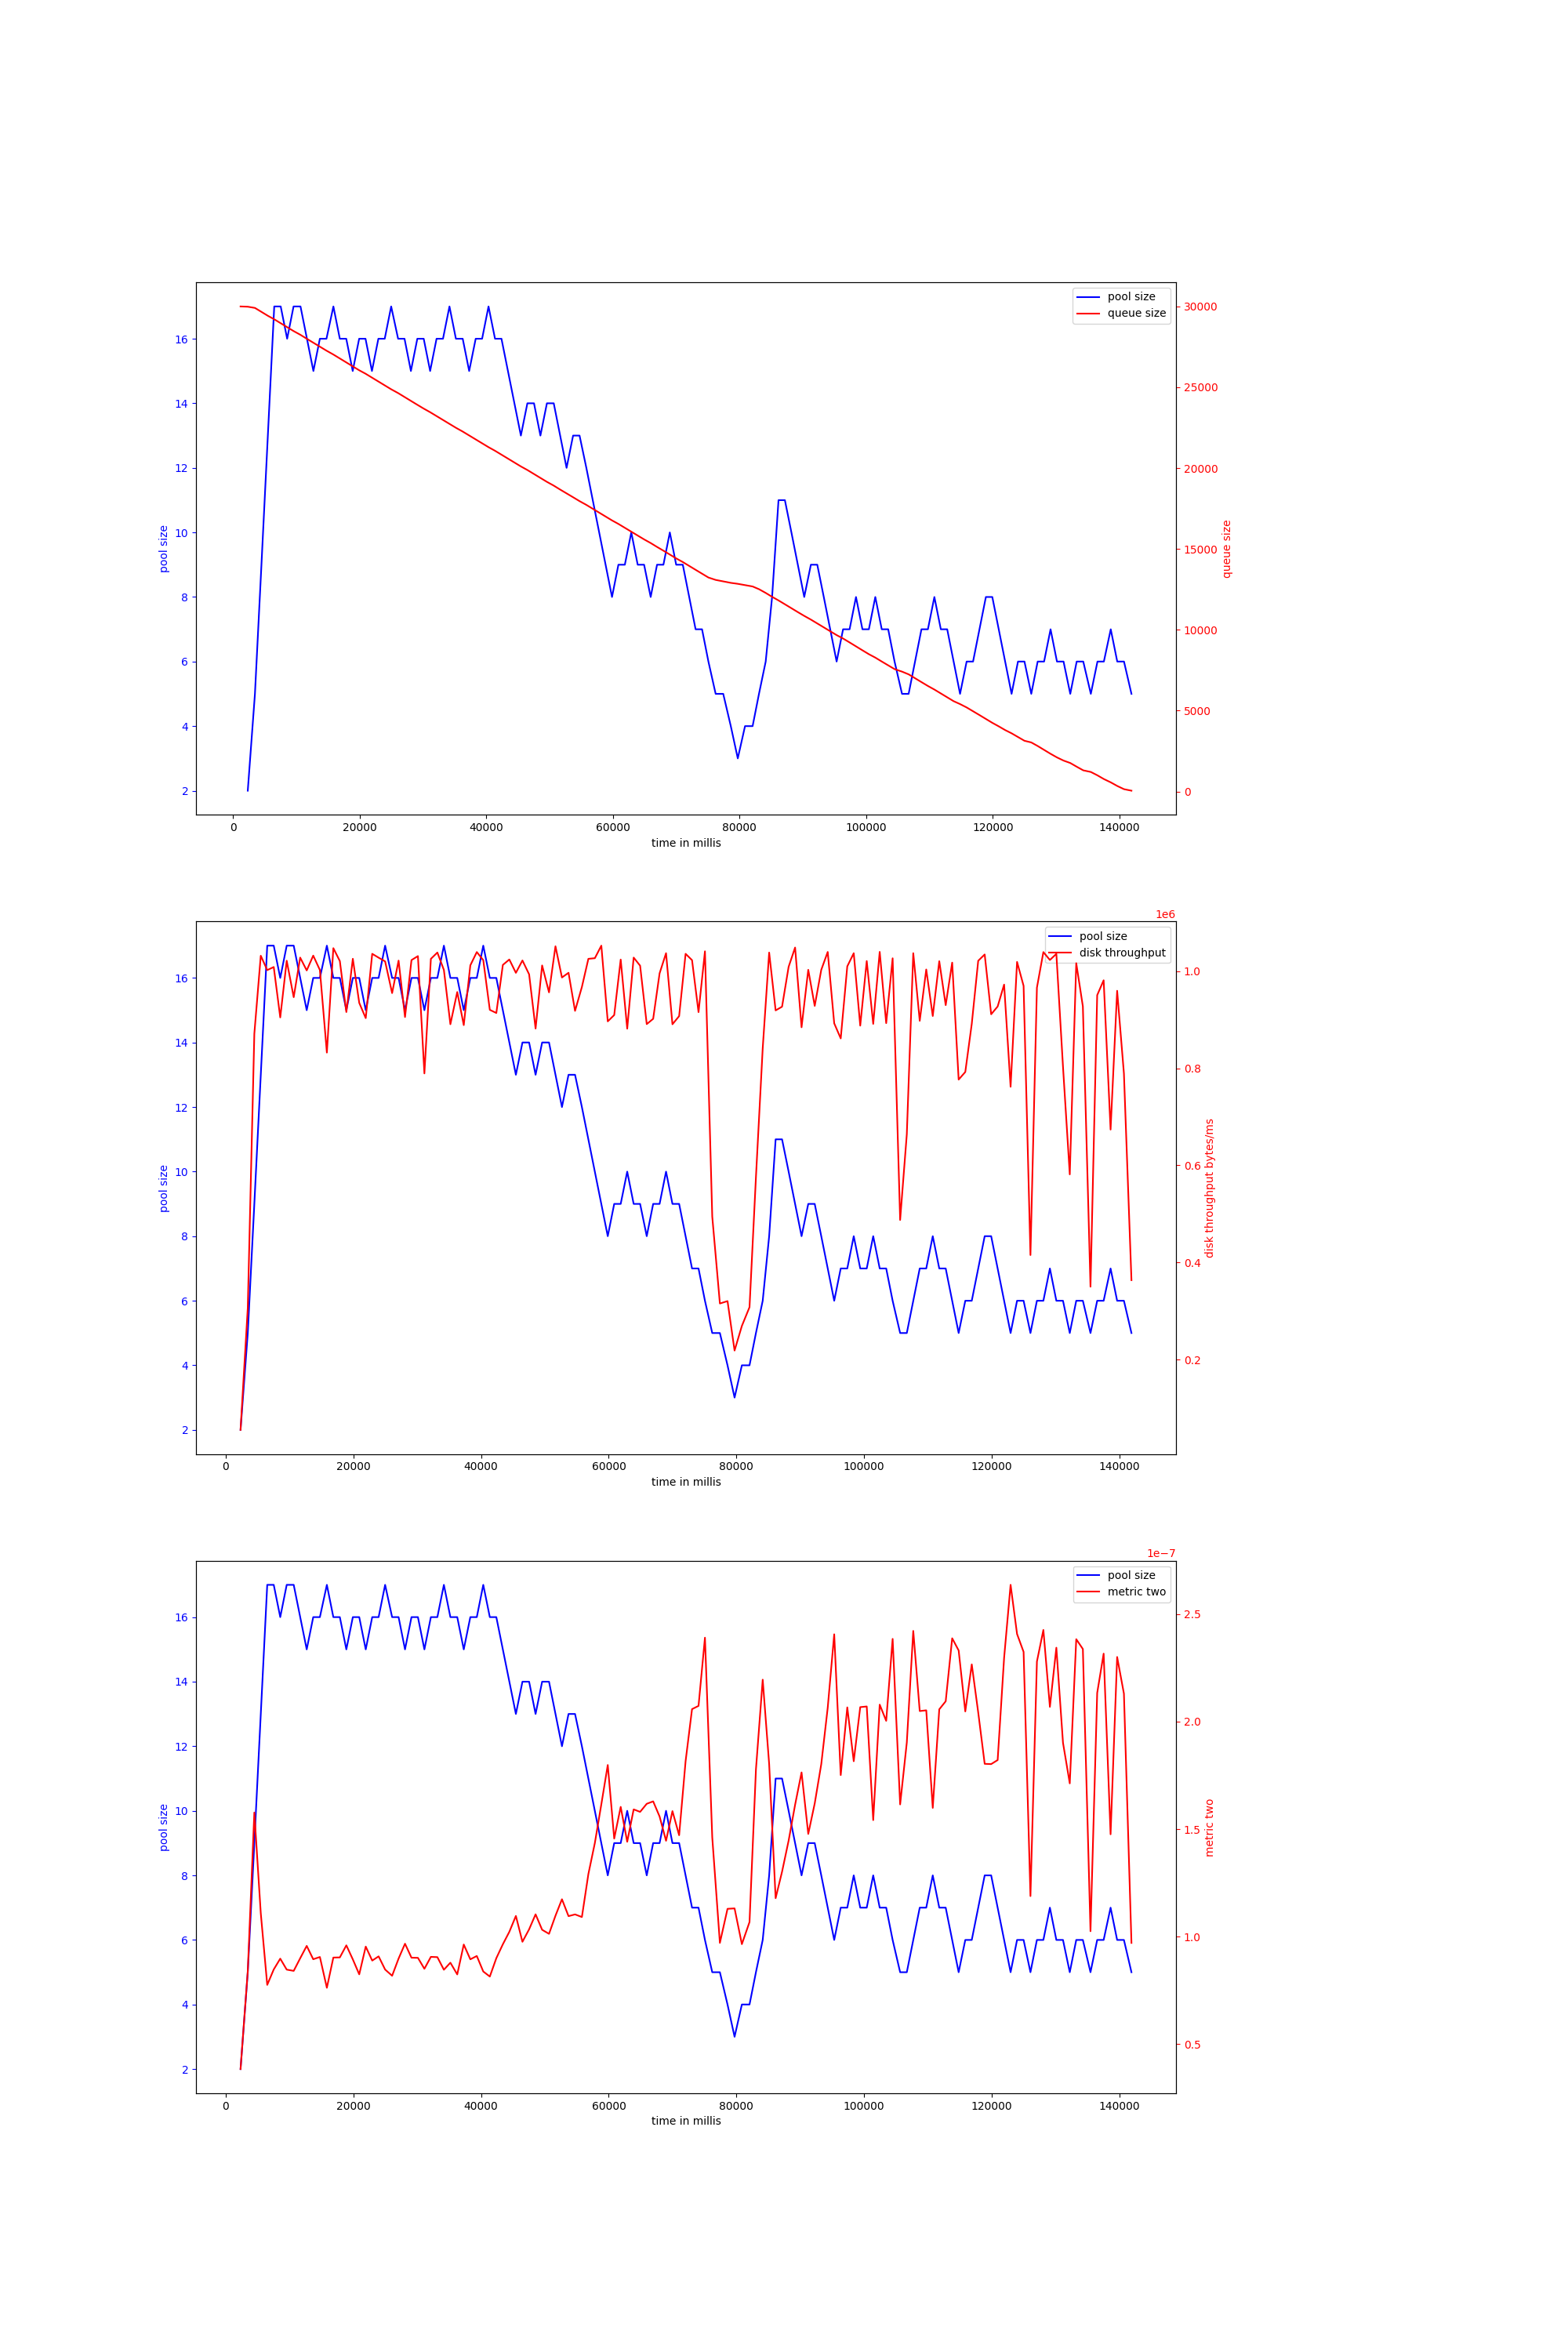 pool size
queue size
16
14
12
10
8
6
4
2
pool size
30000
25000
20000
15000
10000
5000
0
queue size
0 20000 40000 60000 80000 100000 120000 140000
time in millis
1e6
pool size
disk throughput
16
14
12
10
8
6
4
2
pool size
1.0
0.8
0.6
0.4
0.2
disk throughput bytes/ms
0 20000 40000 60000 80000 100000 120000 140000
time in millis
1e−7
pool size
metric two
16
14
12
10
8
6
4
2
pool size
2.5
2.0
1.5
1.0
0.5
metric two
0 20000 40000 60000 80000 100000 120000 140000
time in millis